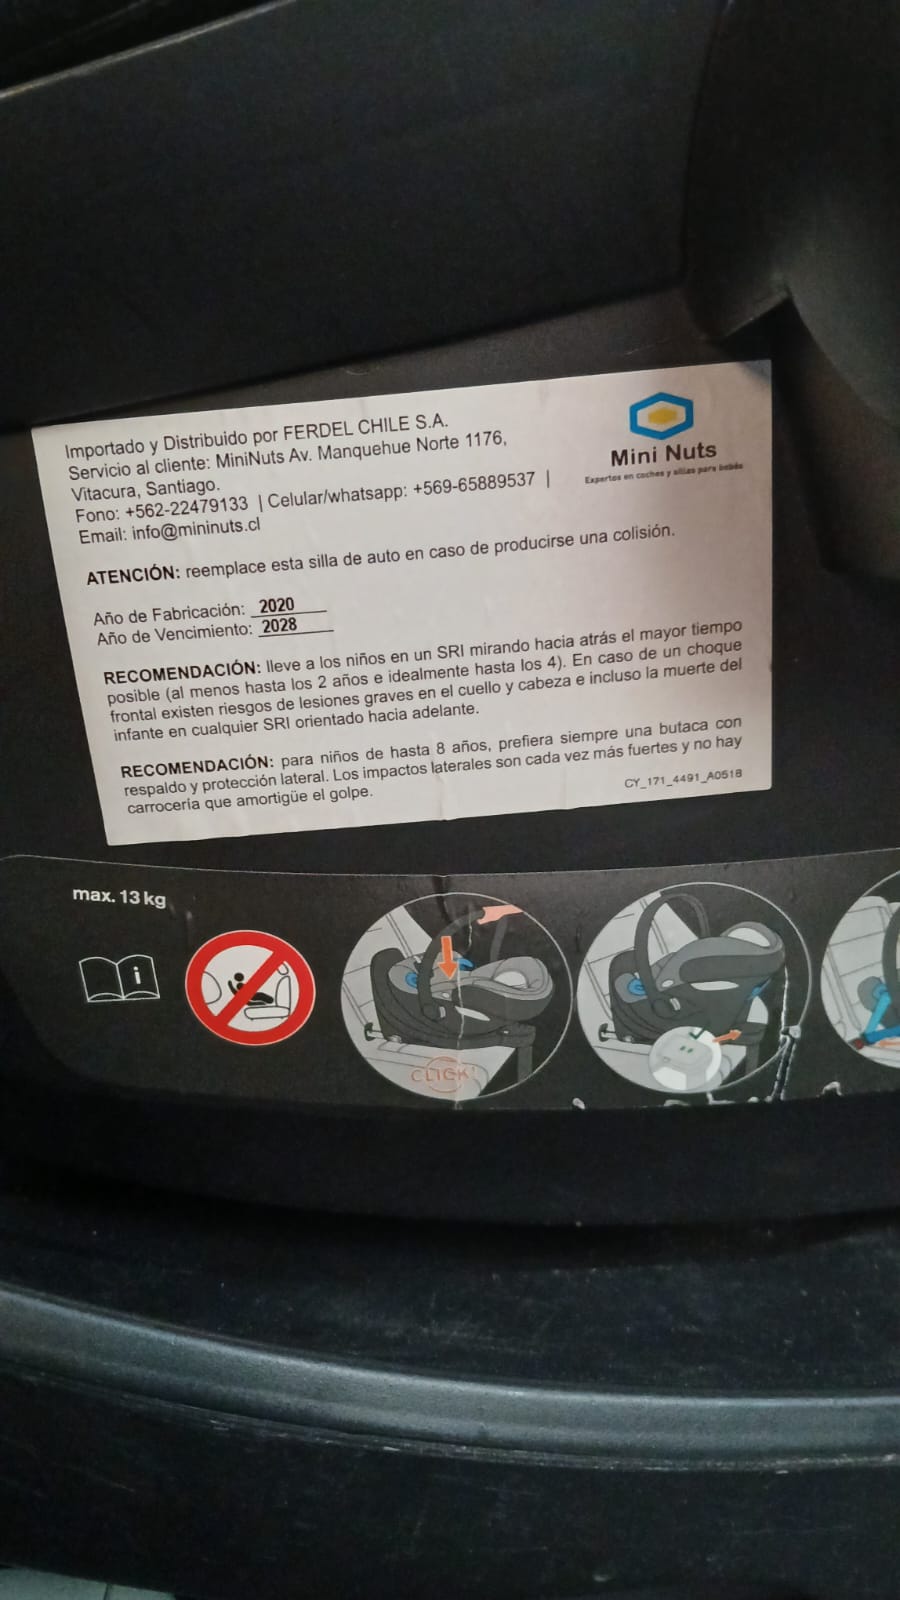 Importado y Distribuido por FERDEL CHILE S.A.
Servicio al cliente: MiniNuts Av. Manquehue Norte 1176,
Vitacura, Santiago.
Fono: +562-22479133 | Celular/whatsapp: +569-65889537 |
Email: info@mininuts.cl
Mini Nuts
Expertos en coches y sillas para bebés
ATENCIÓN: reemplace esta silla de auto en caso de producirse una colisión.
Año de Fabricación: 2020
Año de Vencimiento: 2028
RECOMENDACIÓN: lleve a los niños en un SRI mirando hacia atrás el mayor tiempo
posible (al menos hasta los 2 años e idealmente hasta los 4). En caso de un choque
frontal existen riesgos de lesiones graves en el cuello y cabeza e incluso la muerte del
infante en cualquier SRI orientado hacia adelante.
RECOMENDACIÓN: para niños de hasta 8 años, prefiera siempre una butaca con
respaldo y protección lateral. Los impactos laterales son cada vez más fuertes y no hay
carrocería que amortigüe el golpe.
CY_171_4491_A0518
max. 13 kg
i
CLICK!